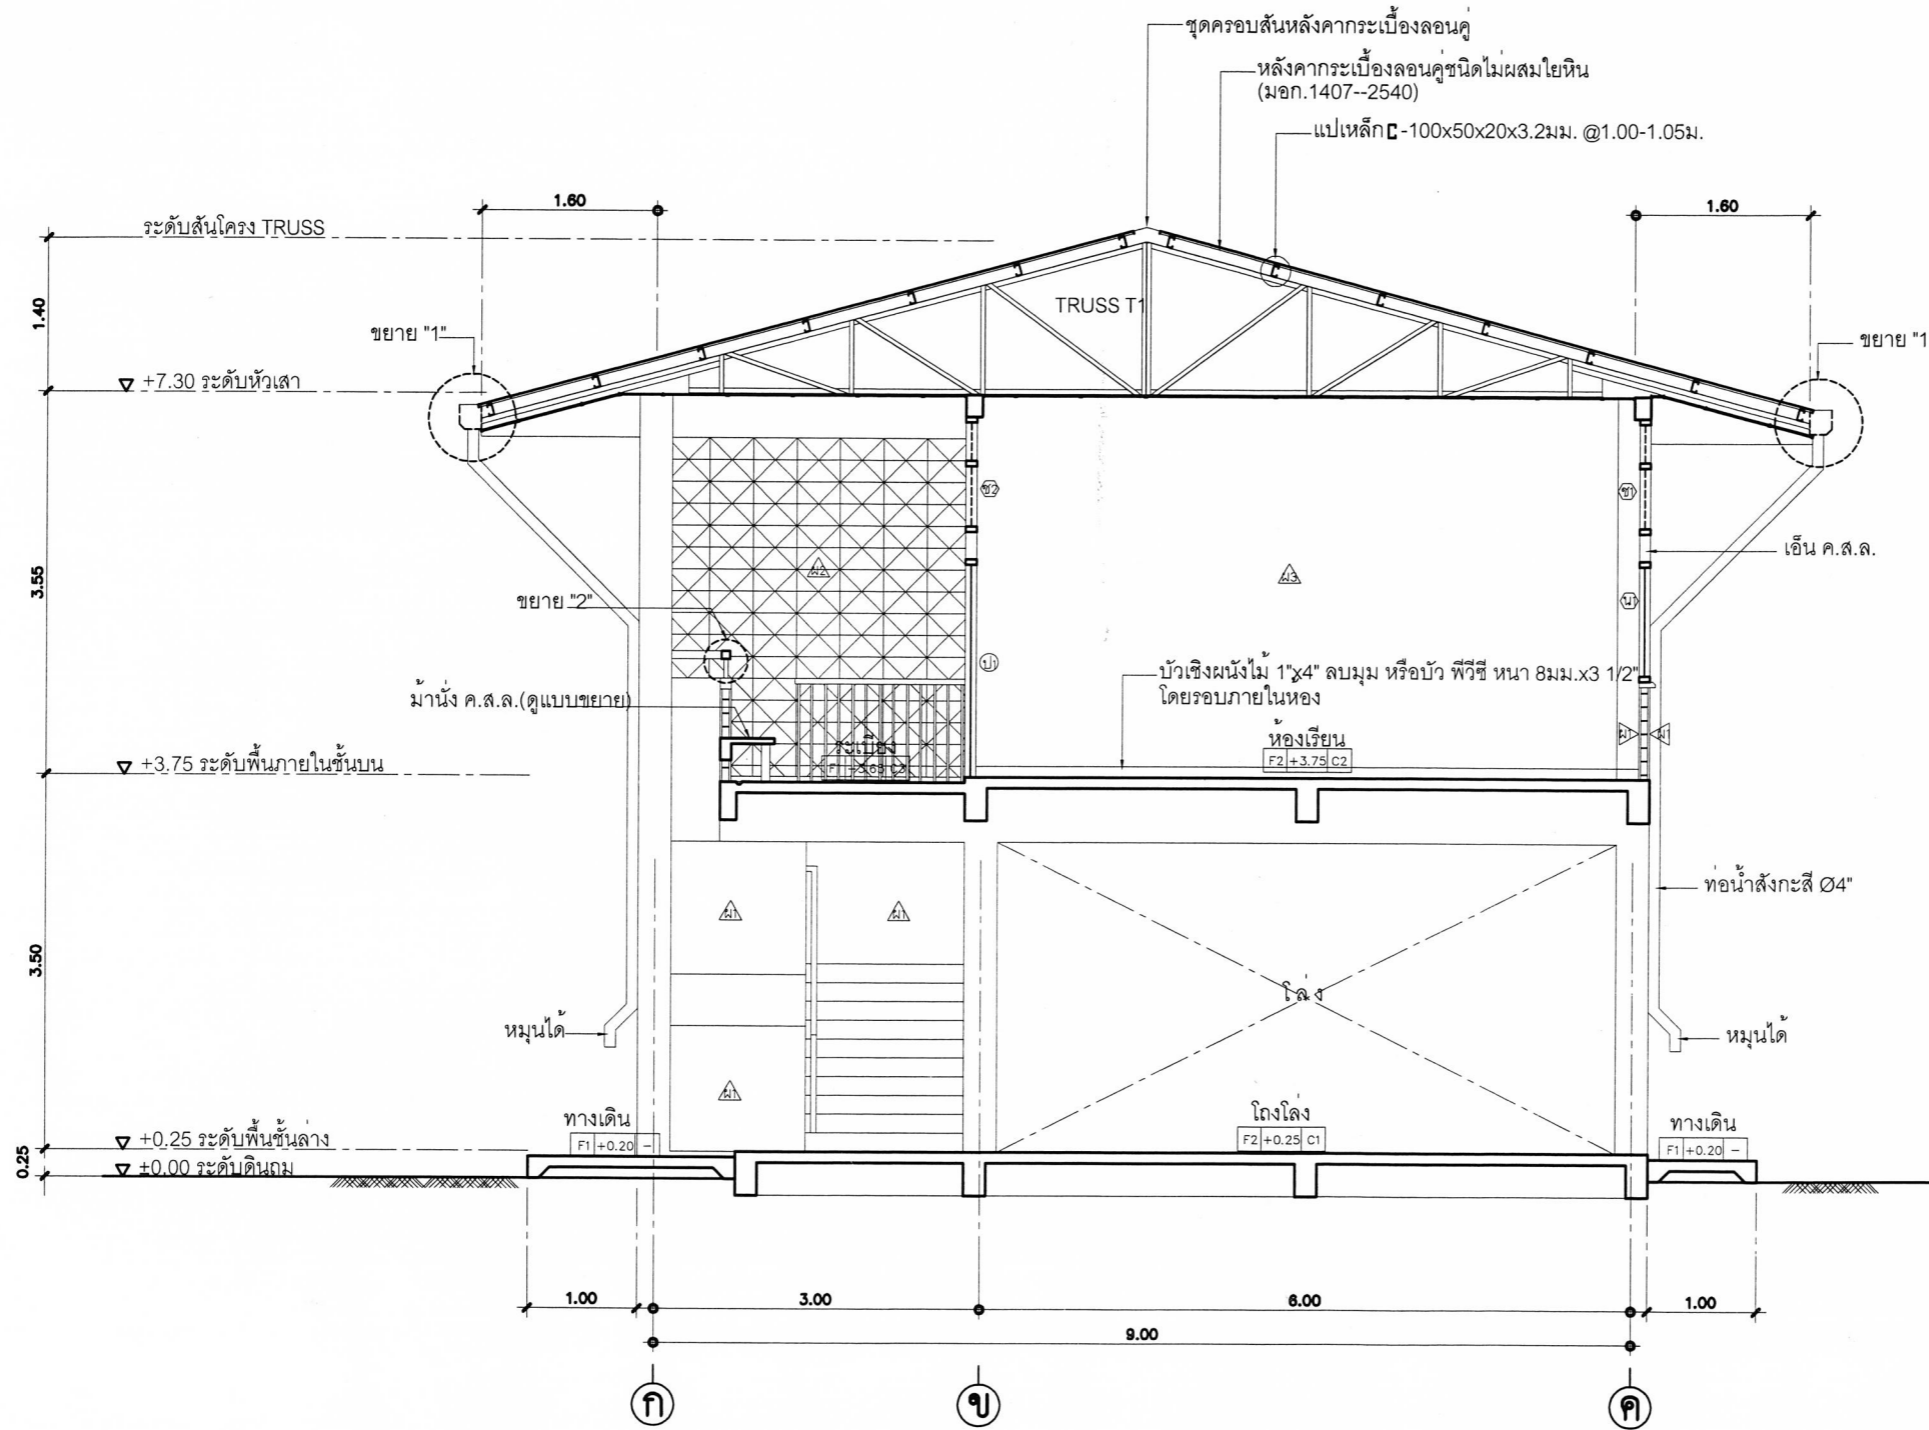 ชุดครอบสันหลังคากระเบื้องลอนคู่
หลังคากระเบื้องลอนคู่ชนิดไม่ผสมใยหิน
(มอก.1407--2540)
แปเหล็ก C-100x50x20x3.2มม. @1.00-1.05ม.
1.60
1.60
ระดับสันโครง TRUSS
1.40
TRUSS T1
ขยาย "1"
ขยาย "1
+7.30 ระดับหัวเสา
ช2
ช1
3.55
เอ็น ค.ส.ล.
ผ2
ผ3
ขยาย "2"
น1
ป1
บัวเชิงผนังไม้ 1"x4" ลบมุม หรือบัว พีวีซี หนา 8มม.x3 1/2"
โดยรอบภายในห้อง
ม้านั่ง ค.ส.ล.(ดูแบบขยาย)
ผ1
ผ1
ระเบียง
ห้องเรียน
F2 +3.75 C2
+3.75 ระดับพื้นภายในชั้นบน
ท่อน้ำสังกะสี Ø4"
ผ1
ผ1
3.50
โล่ง
หมุนได้
หมุนได้
ผ1
ทางเดิน
F1 +0.20 -
โถงโล่ง
F2 +0.25 C1
ทางเดิน
F1 +0.20 -
+0.25 ระดับพื้นชั้นล่าง
0.25
±0.00 ระดับดินถม
1.00
3.00
6.00
1.00
9.00
ก
ข
ค